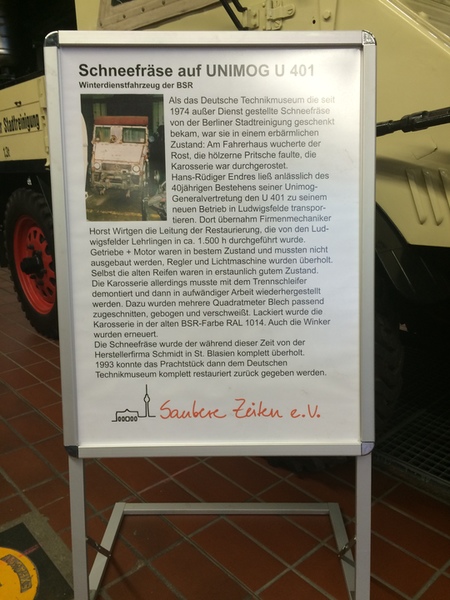 Schneefräse auf UNIMOG U 401
Winterdienstfahrzeug der BSR
Als das Deutsche Technikmuseum die seit
1974 außer Dienst gestellte Schneefräse
von der Berliner Stadtreinigung geschenkt
bekam, war sie in einem erbärmlichen
Zustand: Am Fahrerhaus wucherte der
Rost, die hölzerne Pritsche faulte, die
Karosserie war durchgerostet.
Hans-Rüdiger Endres ließ anlässlich des
40jährigen Bestehens seiner Unimog-
Generalvertretung den U 401 zu seinem
neuen Betrieb in Ludwigsfelde transpor-
tieren. Dort übernahm Firmenmechaniker
Horst Wirtgen die Leitung der Restaurierung, die von den Lud-
wigsfelder Lehrlingen in ca. 1.500 h durchgeführt wurde.
Getriebe + Motor waren in bestem Zustand und mussten nicht
ausgebaut werden, Regler und Lichtmaschine wurden überholt.
Selbst die alten Reifen waren in erstaunlich gutem Zustand.
Die Karosserie allerdings musste mit dem Trennschleifer
demontiert und dann in aufwändiger Arbeit wiederhergestellt
werden. Dazu wurden mehrere Quadratmeter Blech passend
zugeschnitten, gebogen und verschweißt. Lackiert wurde die
Karosserie in der alten BSR-Farbe RAL 1014. Auch die Winker
wurden erneuert.
Die Schneefräse wurde der während dieser Zeit von der
Herstellerfirma Schmidt in St. Blasien komplett überholt.
1993 konnte das Prachtstück dann dem Deutschen
Technikmuseum komplett restauriert zurück gegeben werden.
Saubere Zeiten e.V.
Stadtreinigung